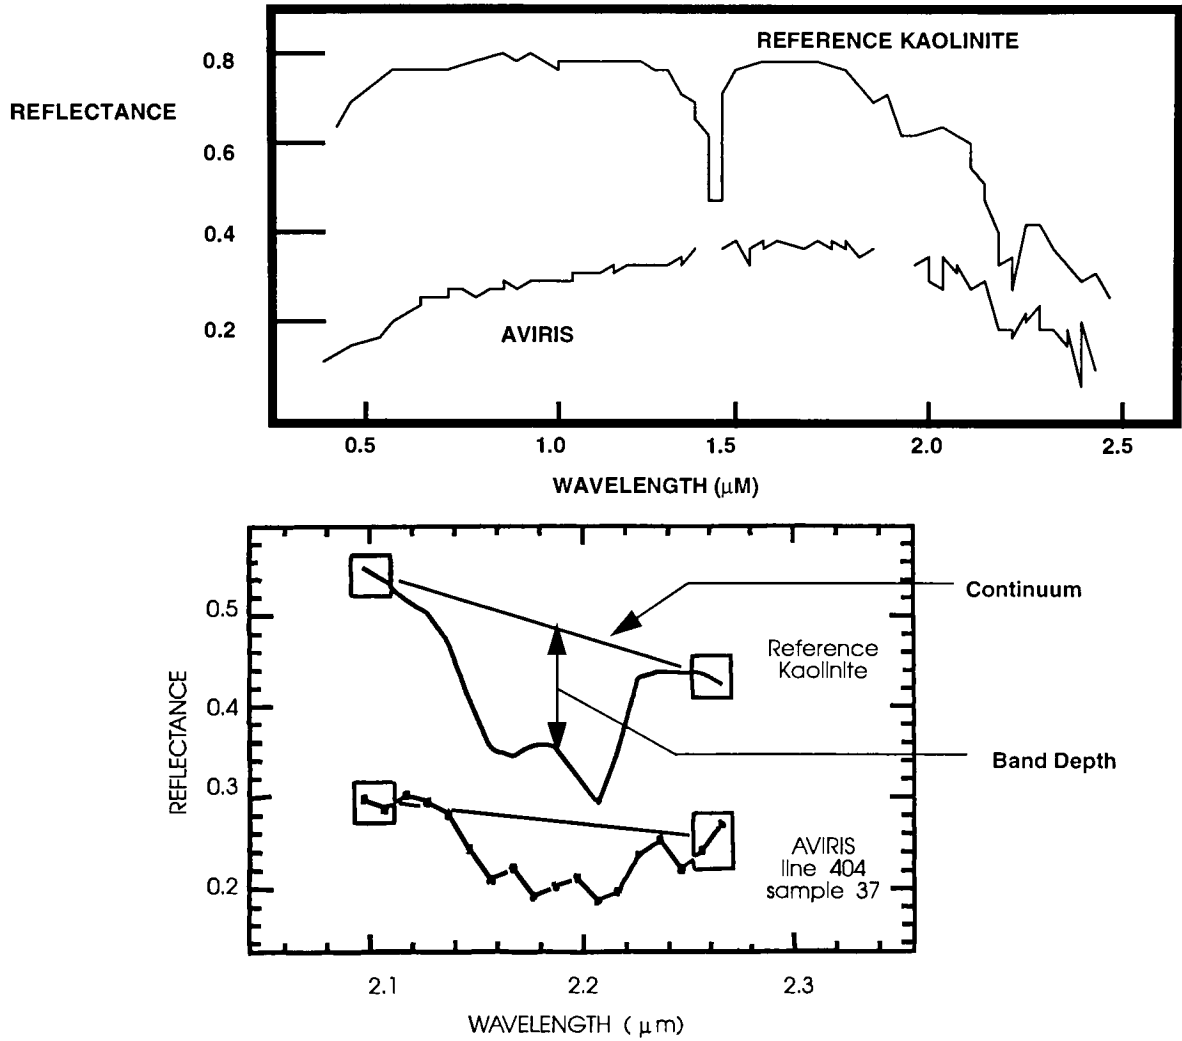 REFERENCE KAOLINITE
0.8
REFLECTANCE
0.6
0.4
0.2
AVIRIS
0.5
1.0
1.5
2.0
2.5
WAVELENGTH (μM)
Continuum
0.5
Reference
Kaolinite
0.4
REFLECTANCE
Band Depth
0.3
AVIRIS
line 404
sample 37
0.2
2.1
2.2
2.3
WAVELENGTH ( μm)